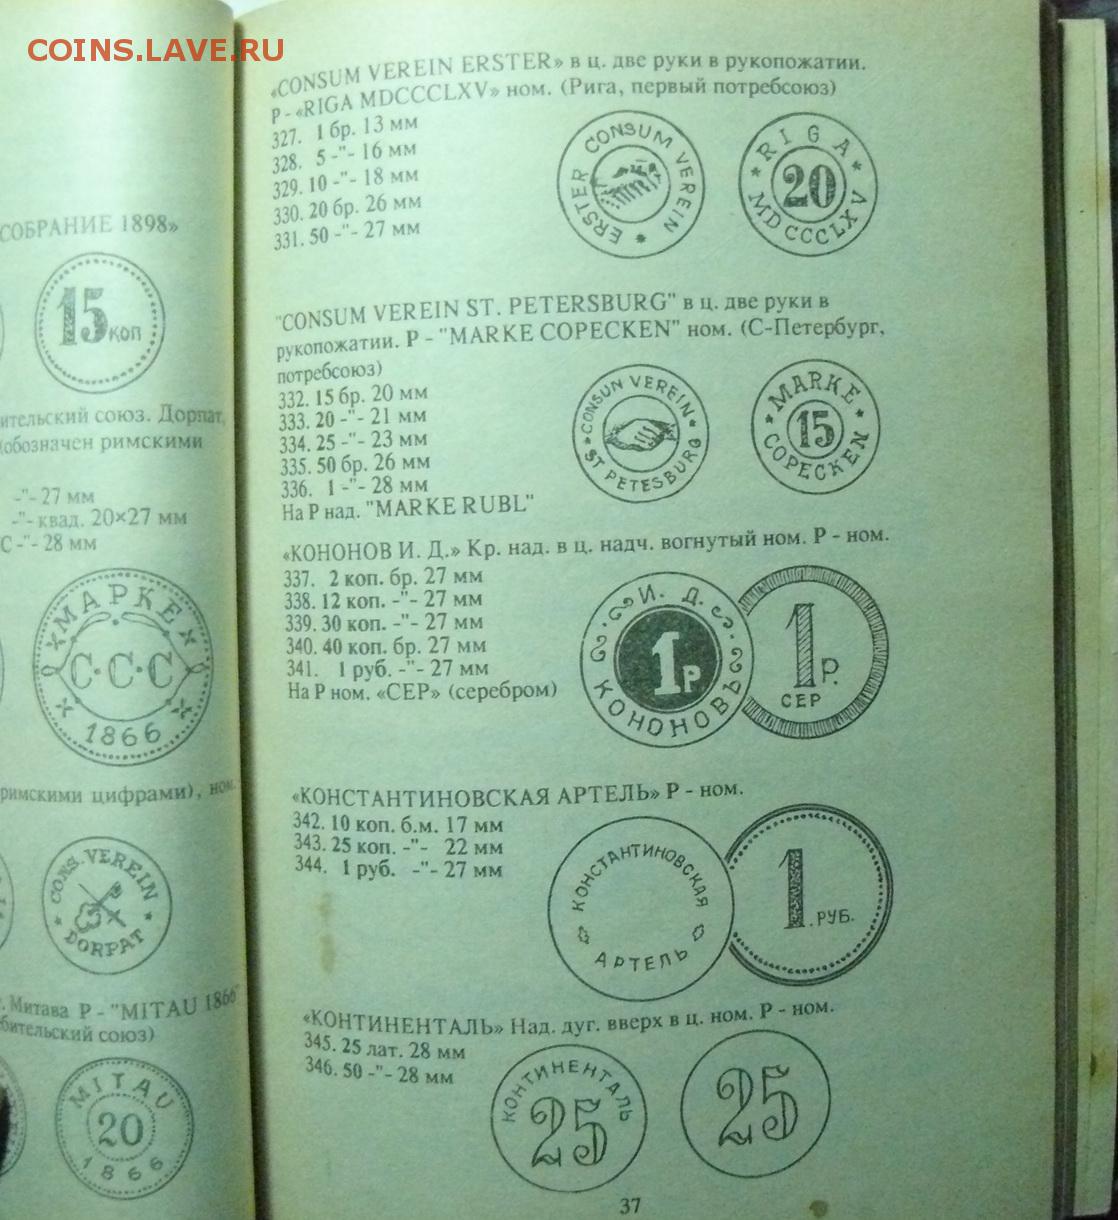 COINS.LAVE.RU
СОБРАНИЕ 1898»
15 КОП
ительский союз. Дорпат,
(обозначен римскими
-"- 27 мм
-"- квад. 20×27 мм
С -"- 28 мм
МАРКЕ
С·С·С
1866
римскими цифрами), ном.
CONS. VEREIN
DORPAT
г. Митава Р - "MITAU 1866"
бительский союз)
MITAU
20
1866
«CONSUM VEREIN ERSTER» в ц. две руки в рукопожатии.
Р - «RIGA MDCCCLXV» ном. (Рига, первый потребсоюз)
327. 1 бр. 13 мм
328. 5 -"- 16 мм
329. 10 -"- 18 мм
330. 20 бр. 26 мм
331. 50 -"- 27 мм
ERSTER CONSUM VEREIN
RIGA
20
MDCCCLXV
"CONSUM VEREIN ST. PETERSBURG" в ц. две руки в
рукопожатии. Р - "MARKE COPECKEN" ном. (С-Петербург,
потребсоюз)
332. 15 бр. 20 мм
333. 20 -"- 21 мм
334. 25 -"- 23 мм
335. 50 бр. 26 мм
336. 1 -"- 28 мм
На Р над. "MARKE RUBL"
CONSUN VEREIN
ST PETESBURG
MARKE
15
COPECKEN
«КОНОНОВ И. Д.» Кр. над. в ц. надч. вогнутый ном. Р - ном.
337. 2 коп. бр. 27 мм
338. 12 коп. -"- 27 мм
339. 30 коп. -"- 27 мм
340. 40 коп. бр. 27 мм
341. 1 руб. -"- 27 мм
На Р ном. «СЕР» (серебром)
И. Д.
1Р
КОНОНОВЪ
1Р.
СЕР
«КОНСТАНТИНОВСКАЯ АРТЕЛЬ» Р - ном.
342. 10 коп. б.м. 17 мм
343. 25 коп. -"- 22 мм
344. 1 руб. -"- 27 мм
КОНСТАНТИНОВСКАЯ
АРТЕЛЬ
1.РУБ.
«КОНТИНЕНТАЛЬ» Над. дуг. вверх в ц. ном. Р - ном.
345. 25 лат. 28 мм
346. 50 -"- 28 мм
КОНТИНЕНТАЛЬ
25
25
37